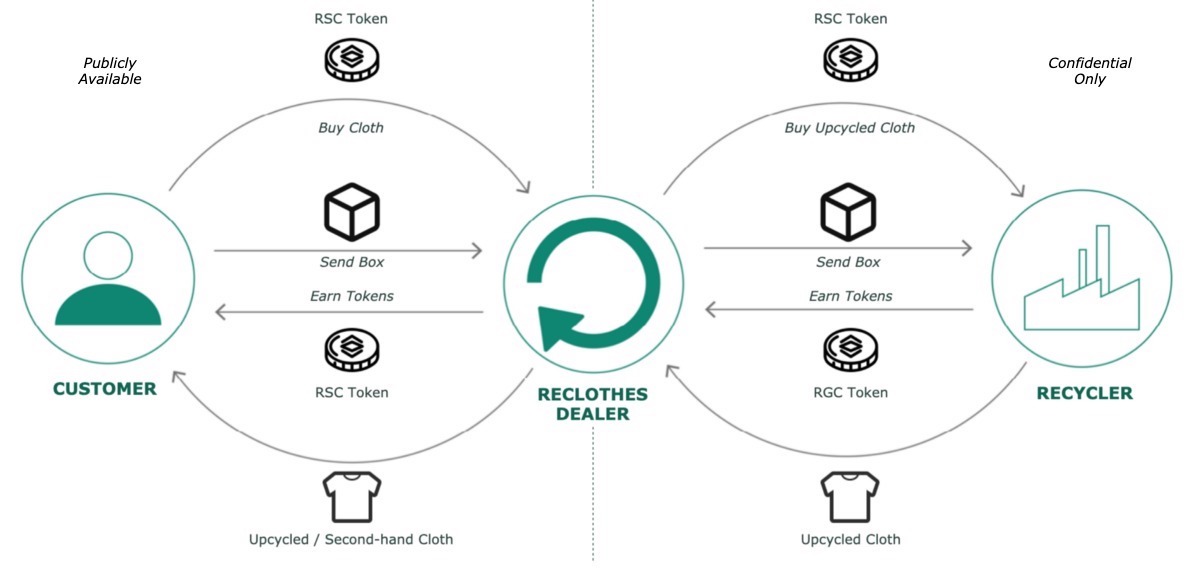 RSC Token
RSC Token
Publicly
Available
Confidential
Only
Buy Cloth
Buy Upcycled Cloth
Send Box
Send Box
Earn Tokens
Earn Tokens
CUSTOMER
RSC Token
RECLOTHES
DEALER
RGC Token
RECYCLER
Upcycled / Second-hand Cloth
Upcycled Cloth